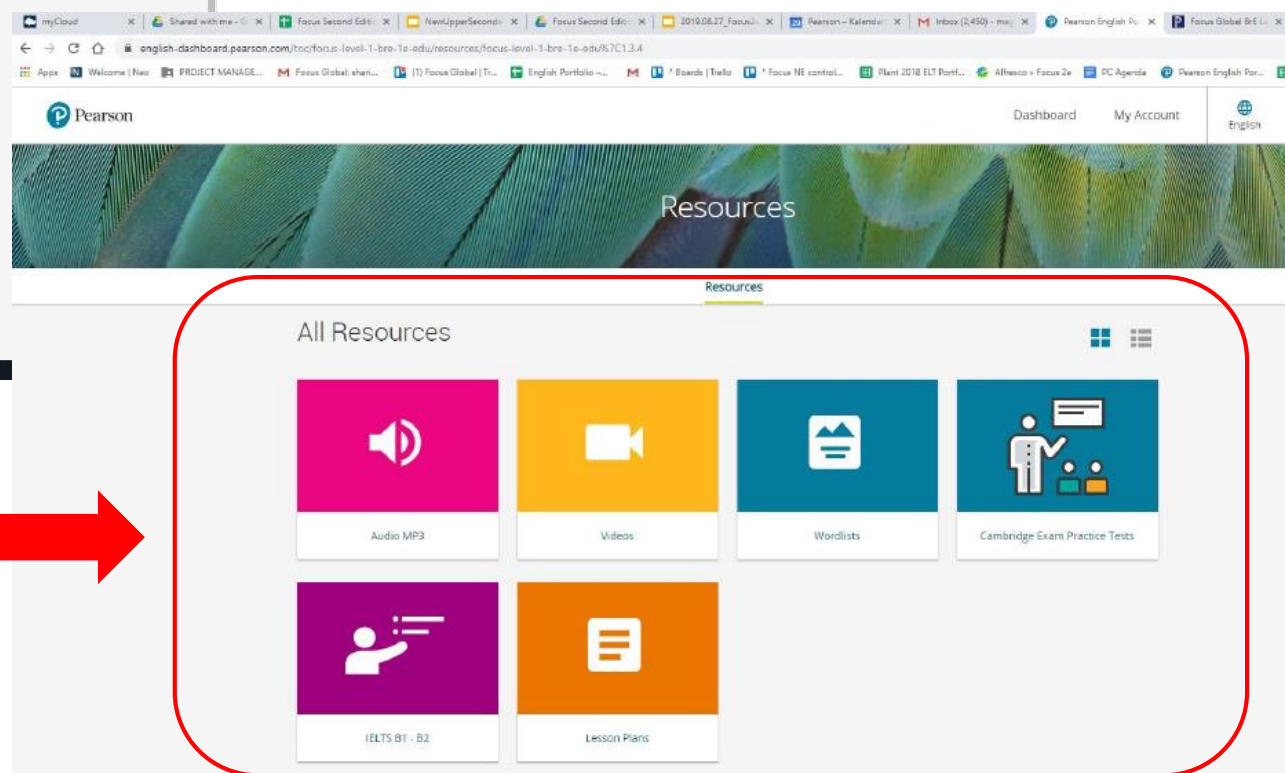 myCloud Shared with me - G Focus Second Editi NewUpperSeconda Focus Second Editi 2019.08.27_Focus2 Pearson – Kalendar Inbox (2,450) - mag Pearson English Po Focus Global BrE Le
english-dashboard.pearson.com/toc/focus-level-1-bre-1e-edu/resources/focus-level-1-bre-1e-edu%7C1.3.4
Apps Welcome | Neo PROJECT MANAGE... Focus Global: shari... (1) Focus Global | Tr... English Portfolio –... * Boards | Trello * Focus NE control... Plant 2018 ELT Portf... Alfresco » Focus 2e PC Agenda Pearson English Por...
Pearson Dashboard My Account English
Resources
Resources
All Resources
Audio MP3 Videos Wordlists Cambridge Exam Practice Tests
IELTS B1 - B2 Lesson Plans